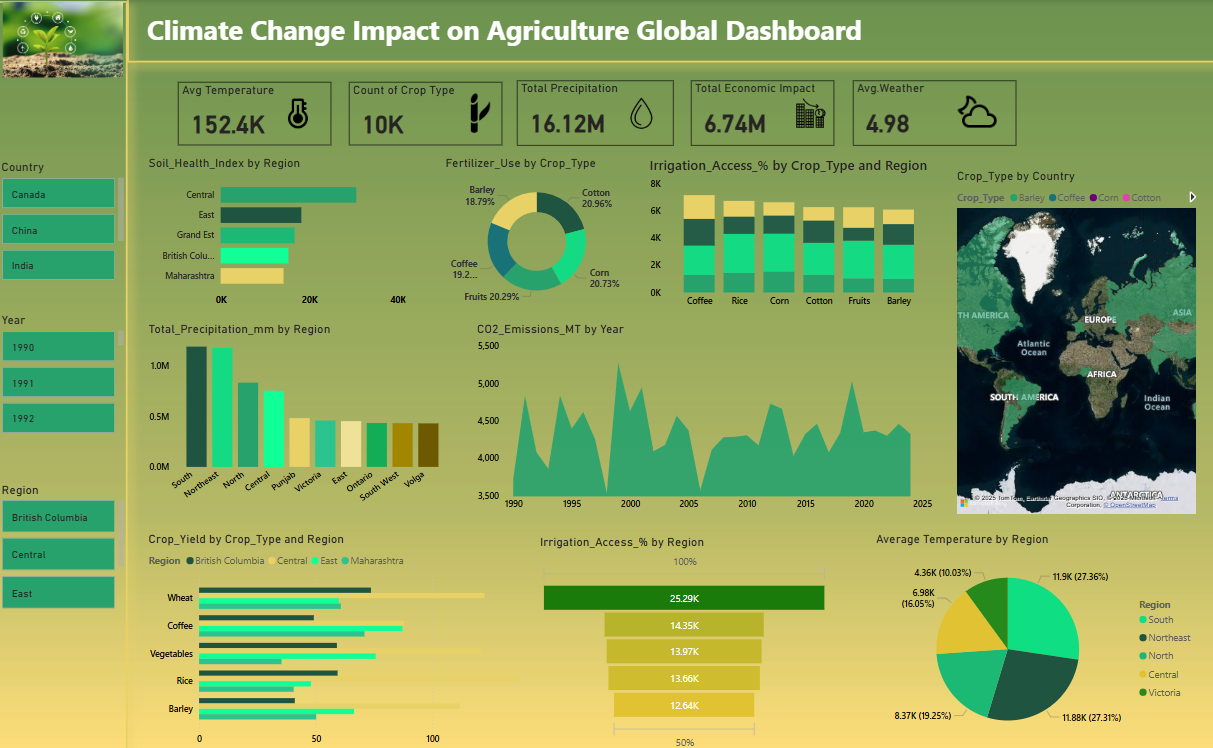 Climate Change Impact on Agriculture Global Dashboard
Avg Temperature
152.4K
Count of Crop Type
10K
Total Precipitation
16.12M
Total Economic Impact
6.74M
Avg.Weather
4.98
Country
Canada
China
India
Year
1990
1991
1992
Region
British Columbia
Central
East
Soil_Health_Index by Region
Central
East
Grand Est
British Colu...
Maharashtra
0K
20K
40K
Fertilizer_Use by Crop_Type
Barley
18.79%
Cotton
20.96%
Coffee
19.2...
Corn
20.73%
Fruits 20.29%
Irrigation_Access_% by Crop_Type and Region
8K
6K
4K
2K
0K
Coffee
Rice
Corn
Cotton
Fruits
Barley
Crop_Type by Country
Crop_Type
Barley
Coffee
Corn
Cotton
TH AMERICA
EUROPE
ASIA
Atlantic
Ocean
AFRICA
SOUTH AMERICA
Indian
Ocean
ANTARCTICA
© 2025 TomTom, Earthstar Geographics SIO, © 2025 Microsoft
Terms
Corporation, © OpenStreetMap
Total_Precipitation_mm by Region
1.0M
0.5M
0.0M
South
Northeast
North
Central
Punjab
Victoria
East
Ontario
South West
Volga
CO2_Emissions_MT by Year
5,500
5,000
4,500
4,000
3,500
1990
1995
2000
2005
2010
2015
2020
2025
Crop_Yield by Crop_Type and Region
Region
British Columbia
Central
East
Maharashtra
Wheat
Coffee
Vegetables
Rice
Barley
0
50
100
Irrigation_Access_% by Region
100%
25.29K
14.35K
13.97K
13.66K
12.64K
50%
Average Temperature by Region
4.36K (10.03%)
11.9K (27.36%)
6.98K
(16.05%)
8.37K (19.25%)
11.88K (27.31%)
Region
South
Northeast
North
Central
Victoria